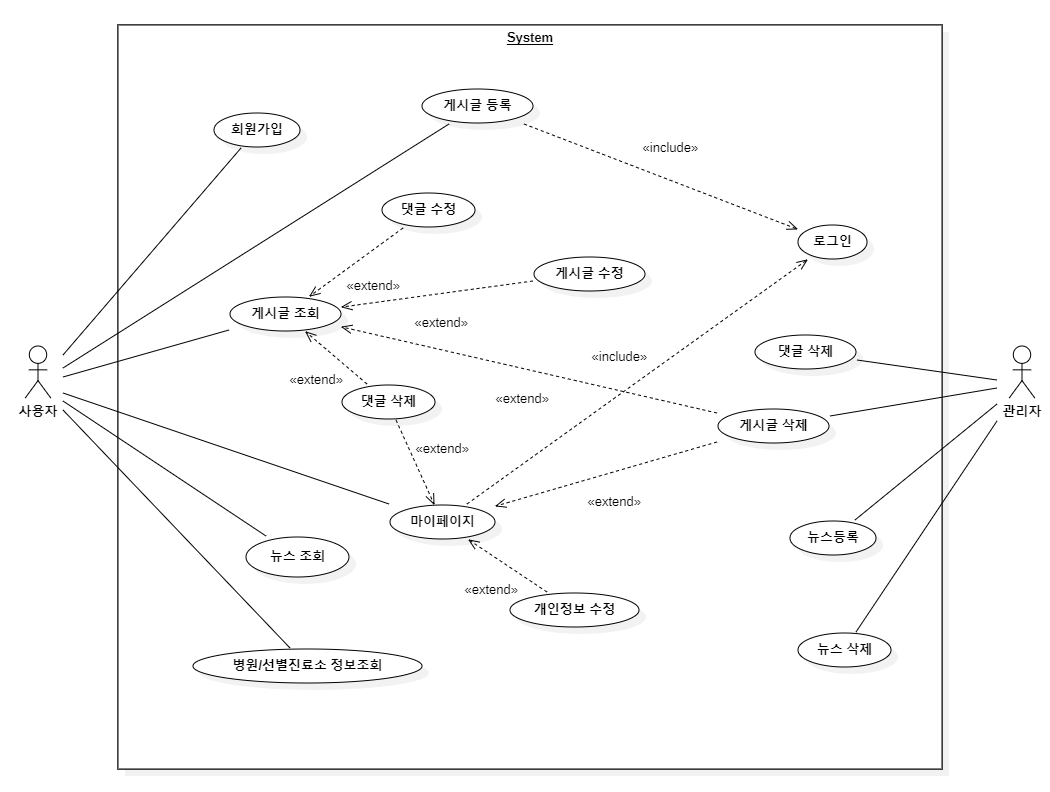 System
게시글 등록
회원가입
«include»
댓글 수정
로그인
게시글 수정
«extend»
게시글 조회
«extend»
댓글 삭제
«include»
«extend»
댓글 삭제
«extend»
사용자
관리자
게시글 삭제
«extend»
«extend»
마이페이지
뉴스등록
뉴스 조회
«extend»
개인정보 수정
뉴스 삭제
병원/선별진료소 정보조회